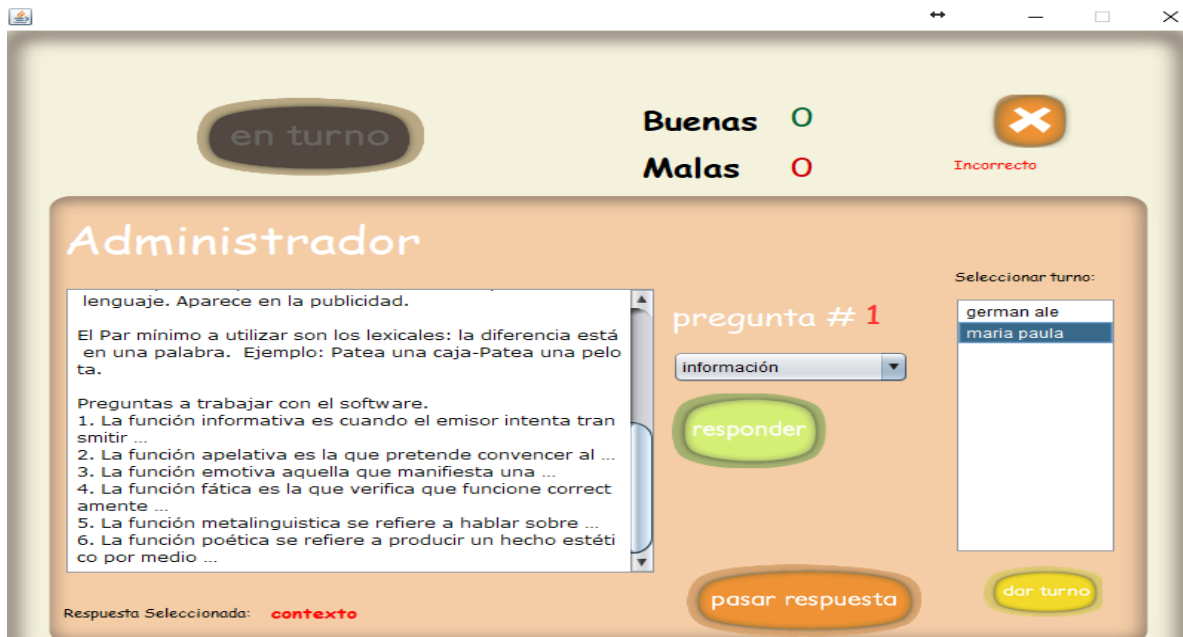 en turno
Buenas 0
Malas 0
Incorrecto
Administrador
Seleccionar turno:
lenguaje. Aparece en la publicidad.
El Par mínimo a utilizar son los lexicales: la diferencia está
en una palabra. Ejemplo: Patea una caja-Patea una pelo
ta.
Preguntas a trabajar con el software.
1. La función informativa es cuando el emisor intenta tran
smitir ...
2. La función apelativa es la que pretende convencer al ...
3. La función emotiva aquella que manifiesta una ...
4. La función fática es la que verifica que funcione correct
amente ...
5. La función metalinguistica se refiere a hablar sobre ...
6. La función poética se refiere a producir un hecho estéti
co por medio ...
pregunta # 1
información
responder
german ale
maria paula
pasar respuesta
dar turno
Respuesta Seleccionada: contexto